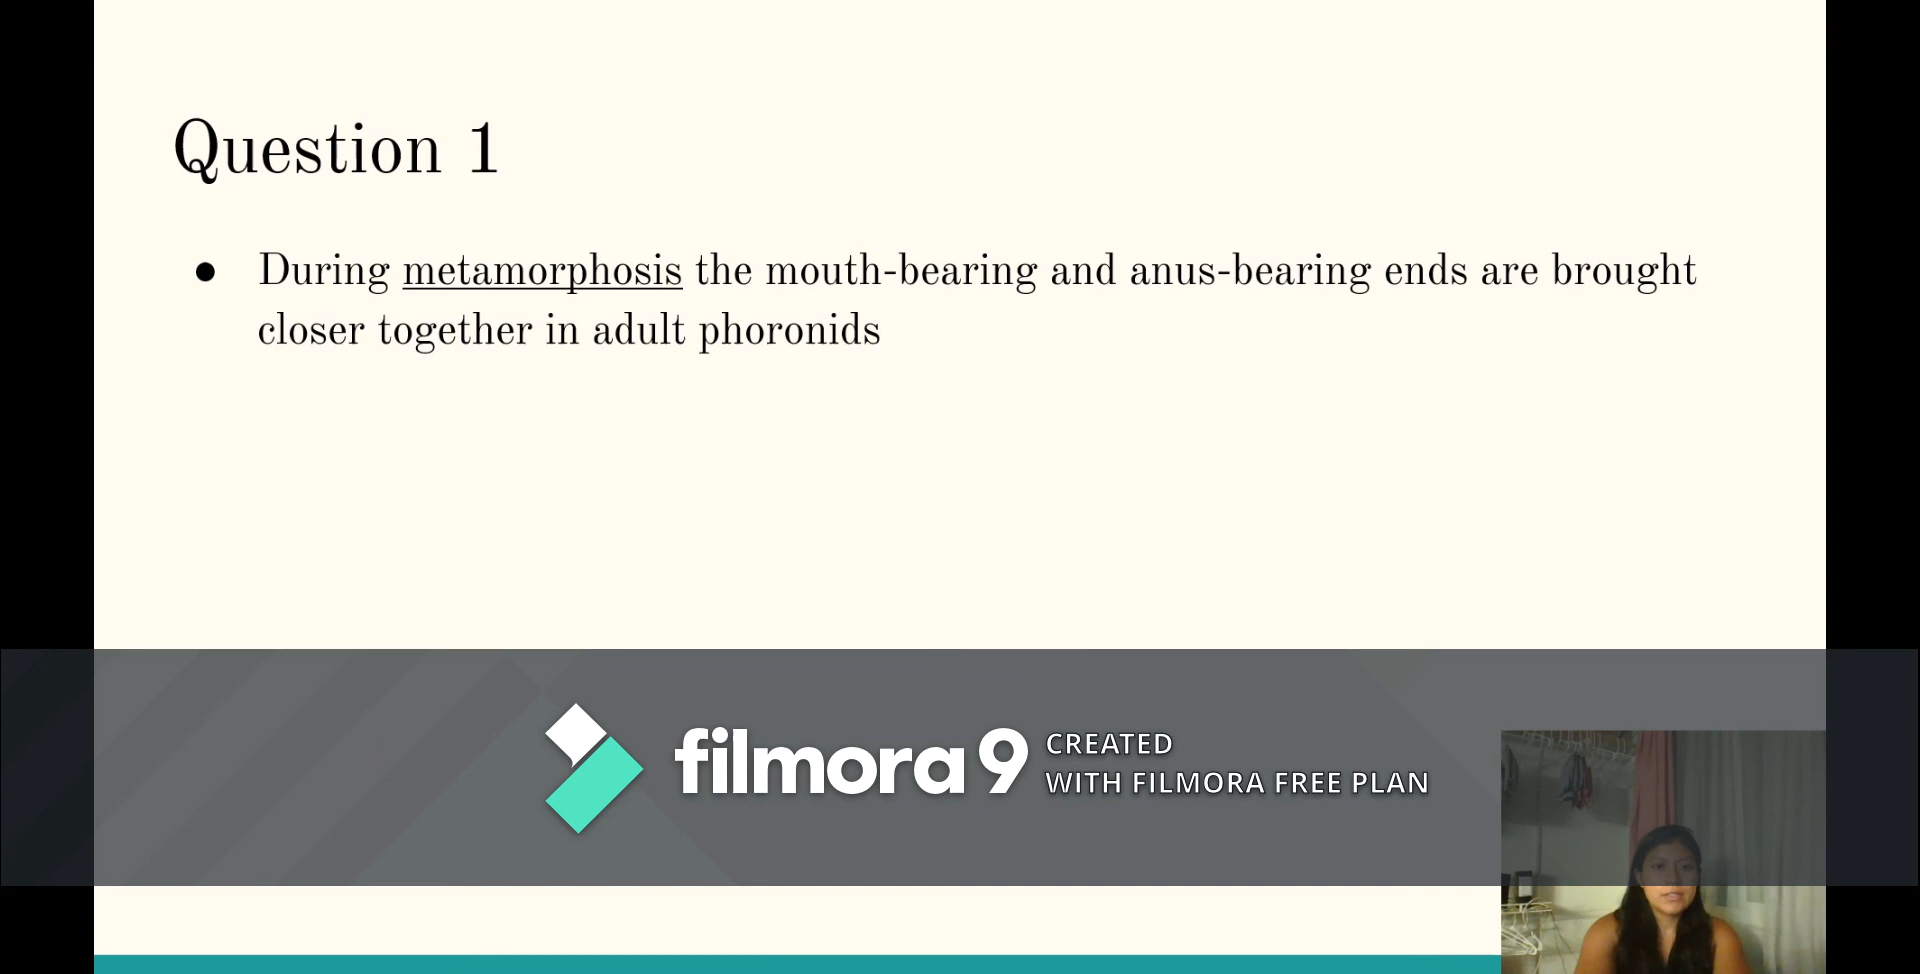 Question 1
● During metamorphosis the mouth-bearing and anus-bearing ends are brought
closer together in adult phoronids
filmora 9 CREATED
WITH FILMORA FREE PLAN